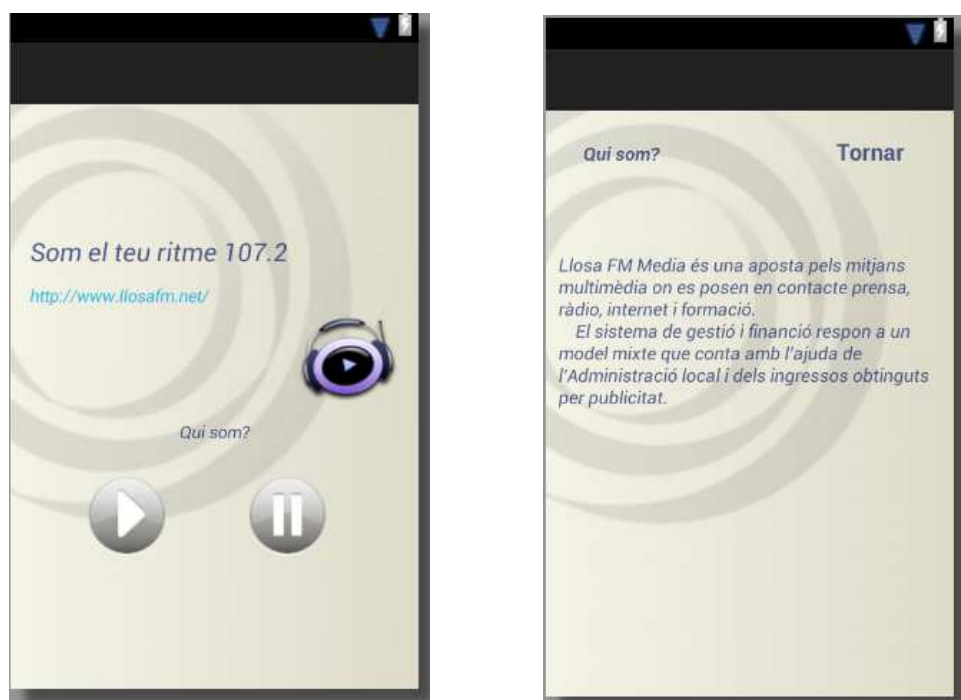 Som el teu ritme 107.2
http://www.llosafm.net/
Qui som?
Qui som?
Tornar
Llosa FM Media és una aposta pels mitjans
multimèdia on es posen en contacte prensa,
ràdio, internet i formació.
El sistema de gestió i financió respon a un
model mixte que conta amb l'ajuda de
l'Administració local i dels ingressos obtinguts
per publicitat.